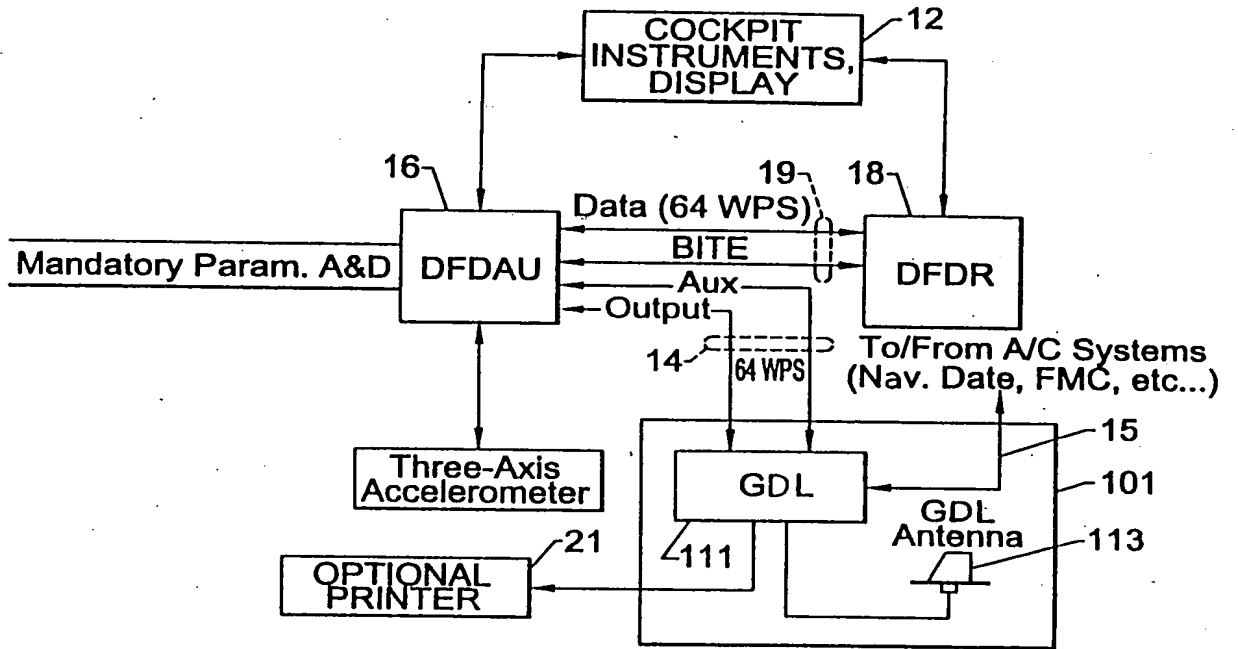 COCKPIT
INSTRUMENTS,
DISPLAY
12
16
19
18
Data (64 WPS)
BITE
Mandatory Param. A&D
DFDAU
DFDR
Aux
Output
14
64 WPS
To/From A/C Systems
(Nav. Date, FMC, etc...)
15
Three-Axis
Accelerometer
GDL
101
GDL
Antenna
111
113
21
OPTIONAL
PRINTER